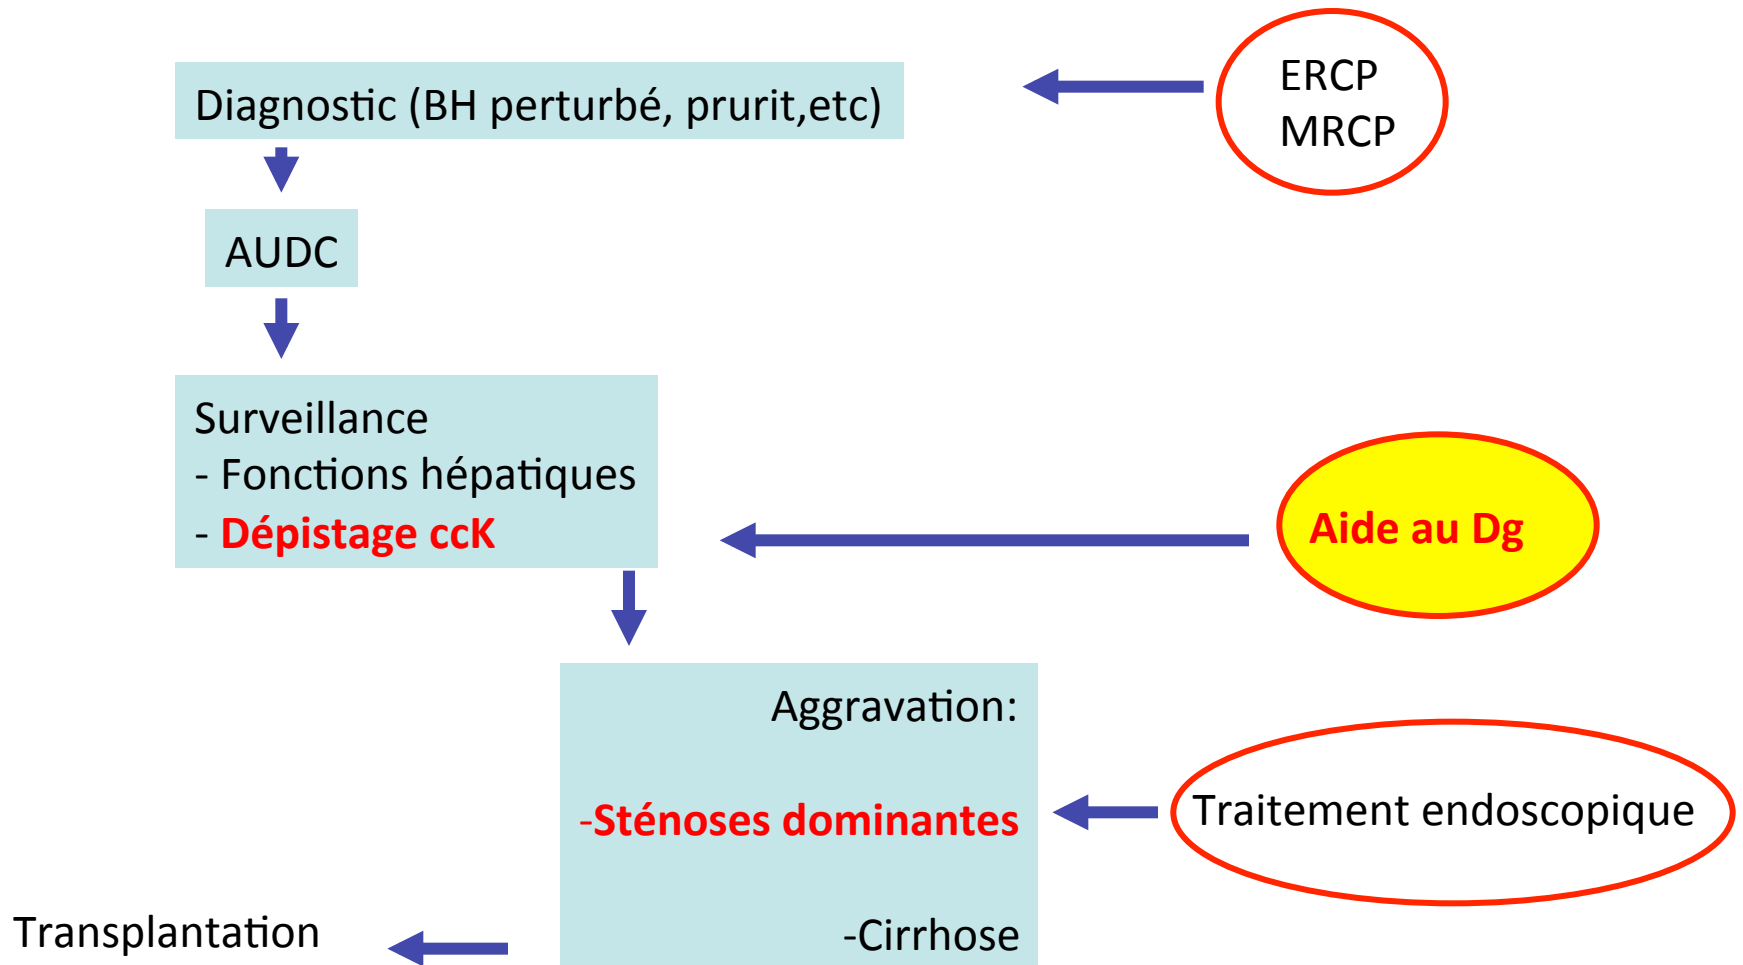 Diagnostic (BH perturbé, prurit,etc)
ERCP
MRCP
AUDC
Surveillance
- Fonctions hépatiques
- Dépistage ccK
Aide au Dg
Aggravation:
-Sténoses dominantes
Traitement endoscopique
-Cirrhose
Transplantation